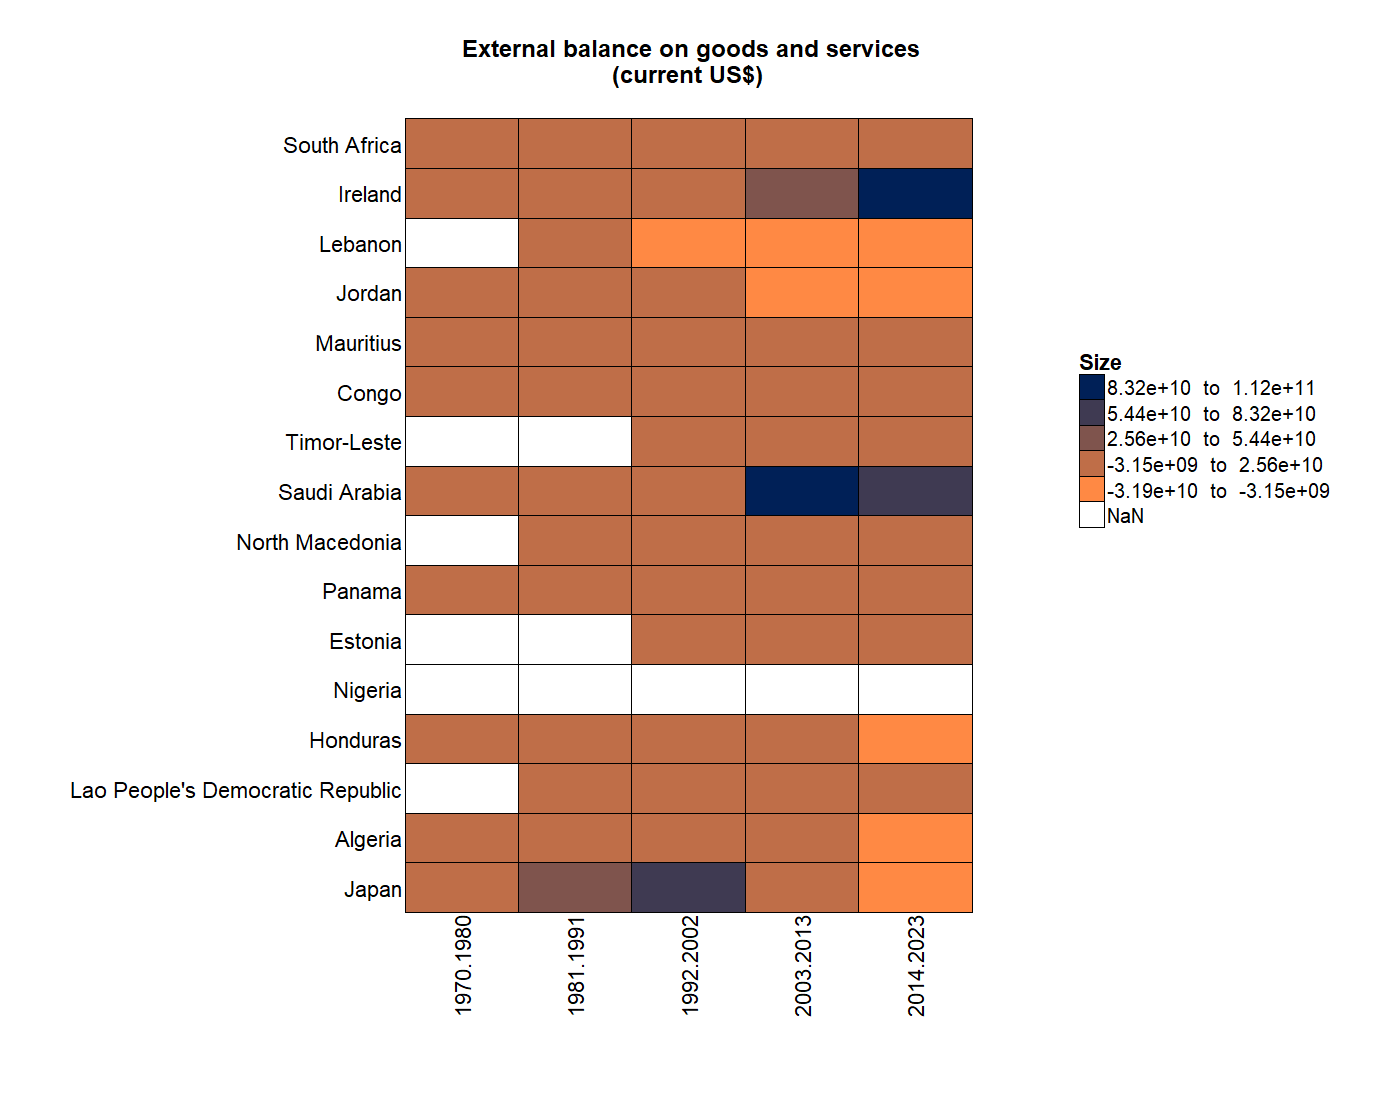 External balance on goods and services
(current US$)
South Africa
Ireland
Lebanon
Jordan
Mauritius
Congo
Timor-Leste
Saudi Arabia
North Macedonia
Panama
Estonia
Nigeria
Honduras
Lao People's Democratic Republic
Algeria
Japan
1970.1980
1981.1991
1992.2002
2003.2013
2014.2023
Size
8.32e+10 to 1.12e+11
5.44e+10 to 8.32e+10
2.56e+10 to 5.44e+10
-3.15e+09 to 2.56e+10
-3.19e+10 to -3.15e+09
NaN